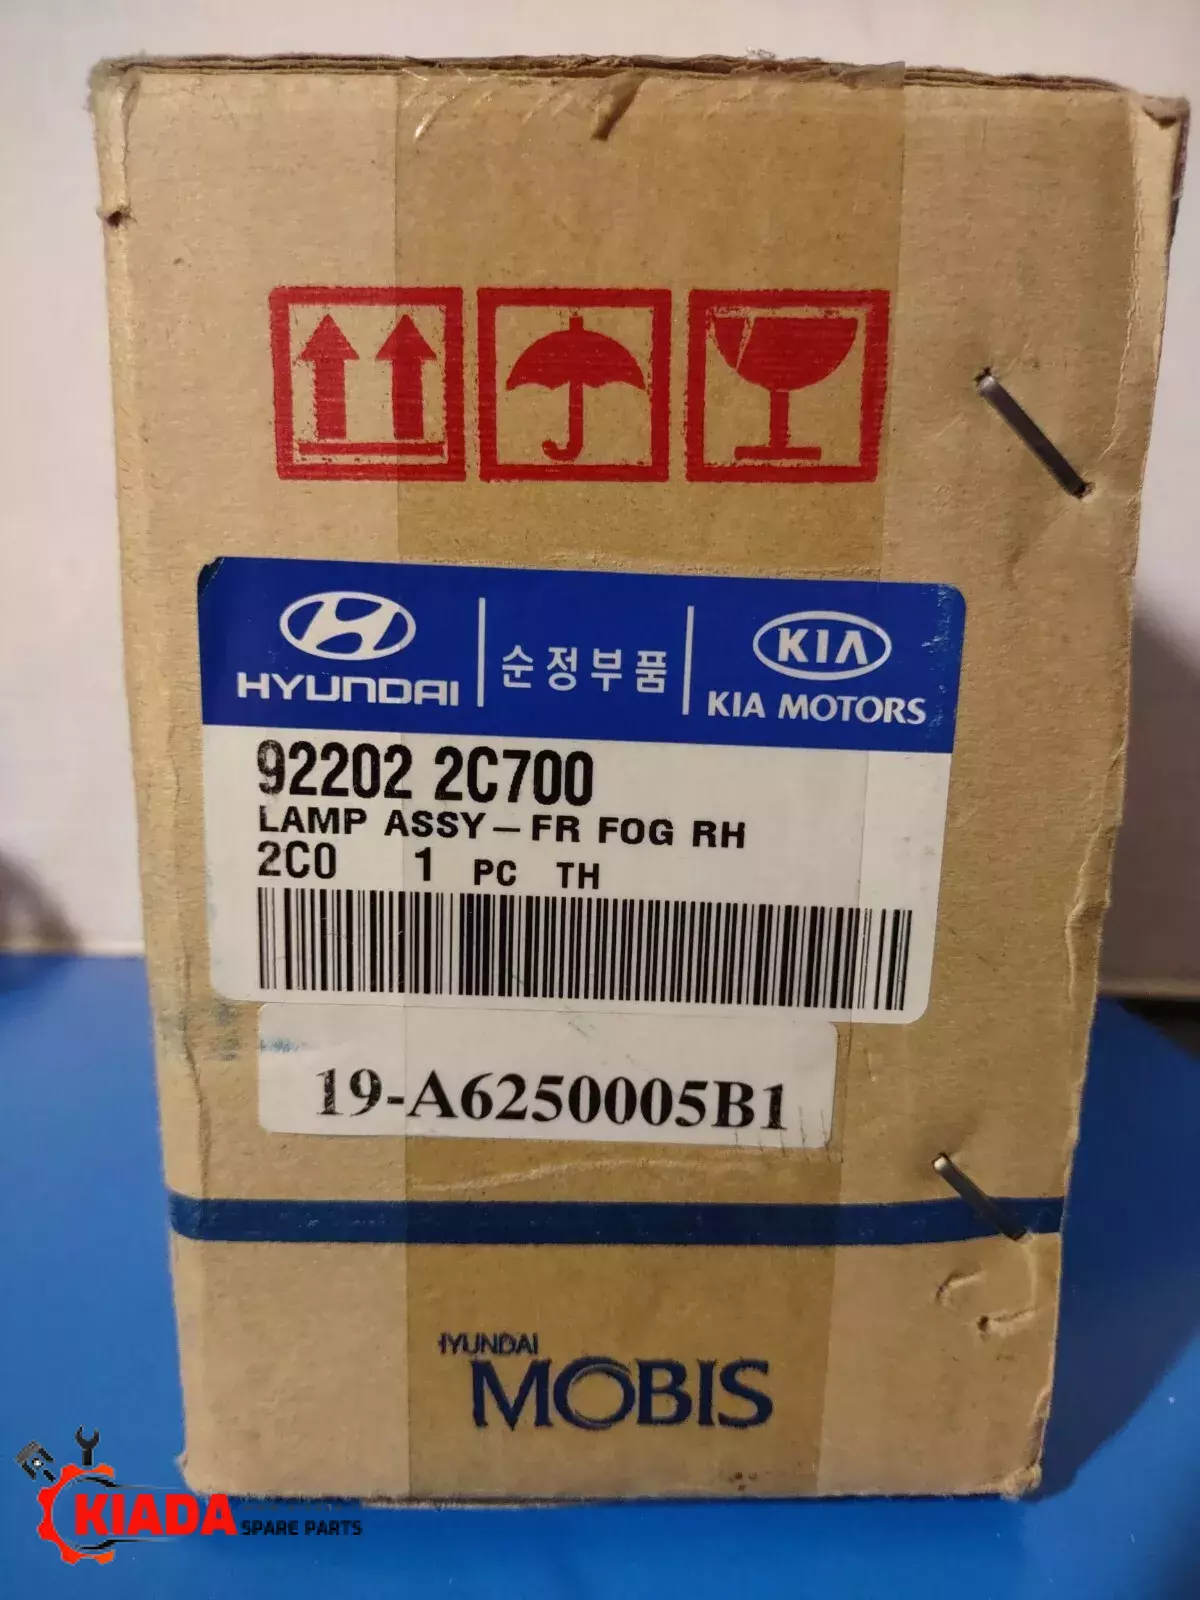 HYUNDAI
순정부품
KIA
KIA MOTORS
92202 2C700
LAMP ASSY-FR FOG RH
2C0 1 PC TH
19-A6250005B1
HYUNDAI
MOBIS
KIADA
SPARE PARTS